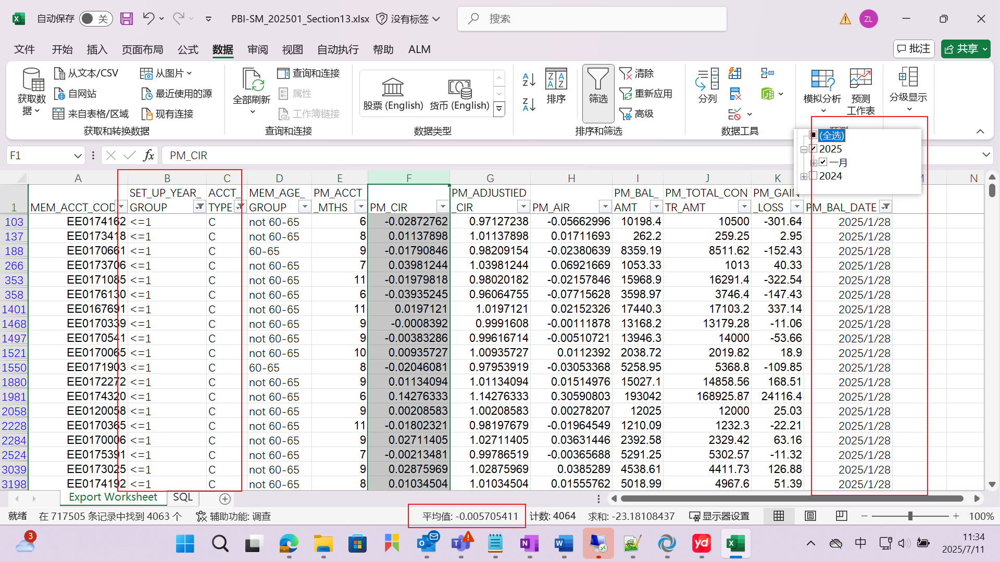 自动保存 关 PBI-SM_202501_Section13.xlsx 没有标签 搜索 ZL
文件 开始 插入 页面布局 公式 数据 审阅 视图 自动执行 帮助 ALM 批注 共享
获取数据
从文本/CSV
自网站
来自表格/区域
从图片
最近使用的源
现有连接
获取和转换数据
全部刷新
查询和连接
属性
工作簿链接
查询和连接
股票 (English) 货币 (English)
数据类型
排序
筛选
清除
重新应用
高级
排序和筛选
分列
数据工具
模拟分析
预测
工作表
分级显示
(全选)
2025
一月
2024
F1 fx PM_CIR
A B C D E F G H I J K M N
1 MEM_ACCT_COD SET_UP_YEAR_GROUP ACCT_TYPE MEM_AGE_GROUP PM_ACCT_MTHS PM_CIR PM_ADJUSTIED_CIR PM_AIR PM_BAL_AMT PM_TOTAL_CONTR_AMT PM_GAIN_LOSS PM_BAL_DATE
103 EE0174162 <=1 C not 60-65 6 -0.02872762 0.97127238 -0.05662996 10198.4 10500 -301.64 2025/1/28
137 EE0173418 <=1 C not 60-65 8 0.01137898 1.01137898 0.01711693 262.2 259.25 2.95 2025/1/28
188 EE0170661 <=1 C 60-65 9 -0.01790846 0.98209154 -0.02380639 8359.19 8511.62 -152.43 2025/1/28
266 EE0173706 <=1 C not 60-65 7 0.03981244 1.03981244 0.06921669 1053.33 1013 40.33 2025/1/28
353 EE0171085 <=1 C not 60-65 11 -0.01979818 0.98020182 -0.02157846 15968.9 16291.4 -322.54 2025/1/28
358 EE0176130 <=1 C not 60-65 6 -0.03935245 0.96064755 -0.07715628 3598.97 3746.4 -147.43 2025/1/28
1401 EE0167691 <=1 C not 60-65 11 0.0197121 1.0197121 0.02152326 17440.3 17103.2 337.14 2025/1/28
1468 EE0170339 <=1 C not 60-65 9 -0.0008392 0.9991608 -0.00111878 13168.2 13179.28 -11.06 2025/1/28
1497 EE0170541 <=1 C not 60-65 9 -0.00383286 0.99616714 -0.00510721 13946.3 14000 -53.66 2025/1/28
1521 EE0170065 <=1 C not 60-65 10 0.00935727 1.00935727 0.0112392 2038.72 2019.82 18.9 2025/1/28
1550 EE0171903 <=1 C 60-65 8 -0.02046081 0.97953919 -0.03053368 5258.95 5368.8 -109.85 2025/1/28
1880 EE0172272 <=1 C not 60-65 9 0.01134094 1.01134094 0.01514976 15027.1 14858.56 168.51 2025/1/28
1981 EE0174320 <=1 C not 60-65 6 0.14276333 1.14276333 0.30590803 193042 168925.87 24116.4 2025/1/28
2058 EE0120058 <=1 C not 60-65 9 0.00208583 1.00208583 0.00278207 12025 12000 25.03 2025/1/28
2228 EE0170365 <=1 C not 60-65 11 -0.01802321 0.98197679 -0.01964549 1210.09 1232.3 -22.21 2025/1/28
2284 EE0170006 <=1 C not 60-65 9 0.02711405 1.02711405 0.03631446 2392.58 2329.42 63.16 2025/1/28
2524 EE0175391 <=1 C not 60-65 7 -0.00213481 0.99786519 -0.00365688 5291.25 5302.57 -11.32 2025/1/28
3039 EE0173025 <=1 C not 60-65 9 0.02875969 1.02875969 0.0385289 4538.61 4411.73 126.88 2025/1/28
3198 EE0174192 <=1 C not 60-65 8 0.01034504 1.01034504 0.01555762 5018.99 4967.6 51.39 2025/1/28
Export Worksheet SQL
就绪 在 717505 条记录中找到 4063 个 辅助功能: 调查 平均值: -0.005705411 计数: 4064 求和: -23.18108437 显示器设置 100%
3 中 11:34
2025/7/11